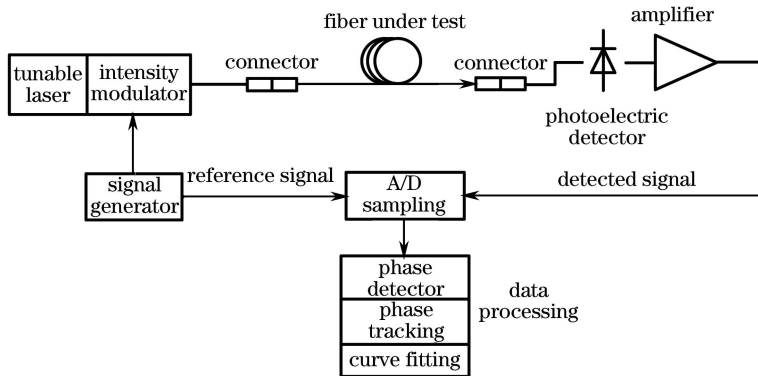 fiber under test
amplifier
connector
connector
tunable
laser
intensity
modulator
photoelectric
detector
signal
generator
reference signal
A/D
sampling
detected signal
phase
detector
phase
tracking
curve fitting
data
processing